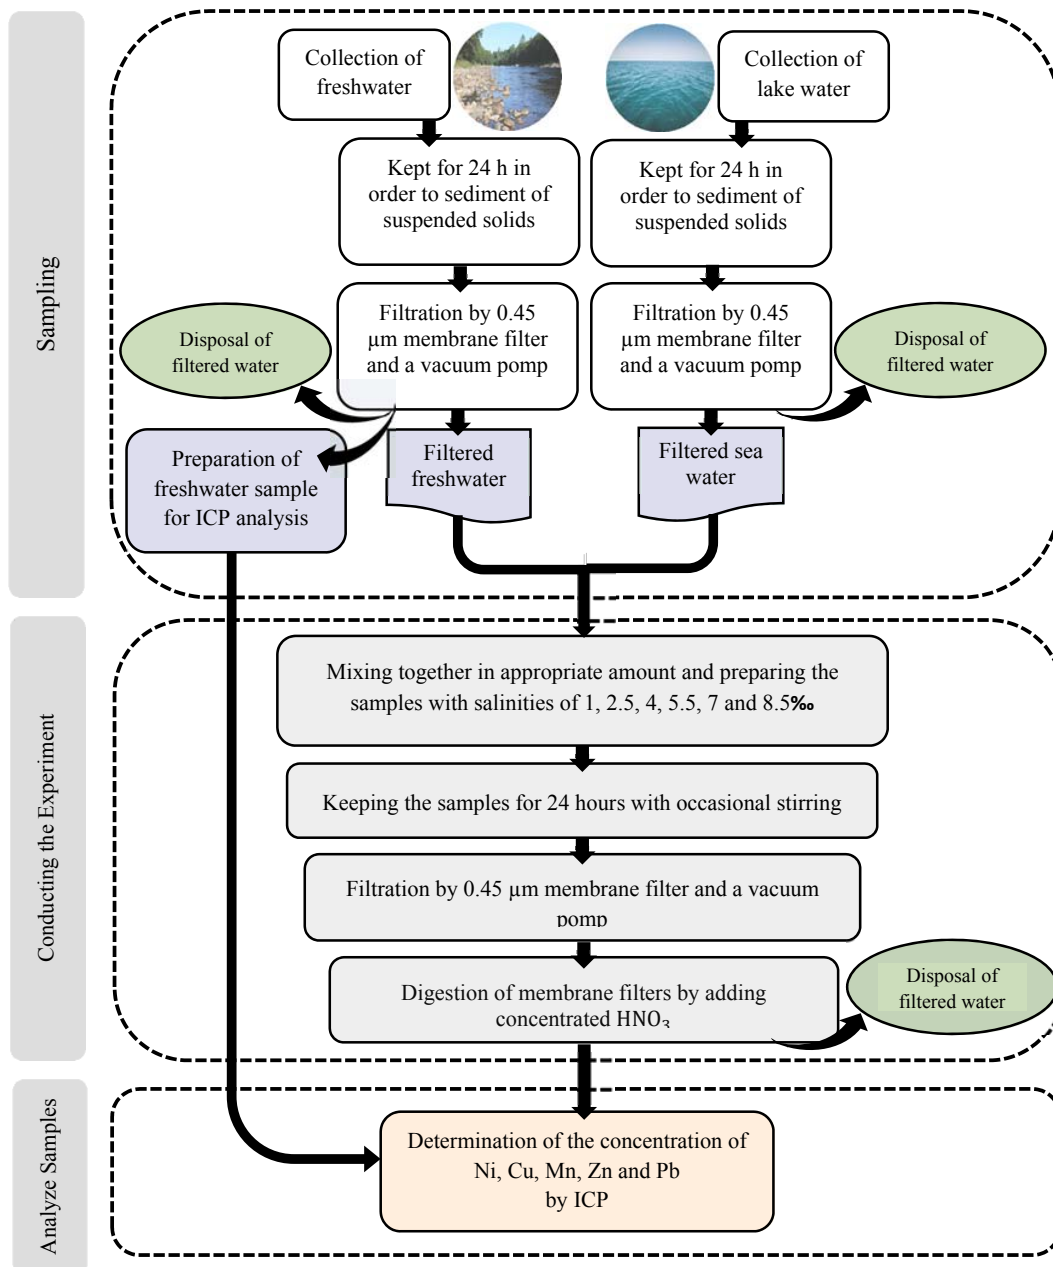 Sampling
Collection of
freshwater
Collection of
lake water
Kept for 24 h in
order to sediment of
suspended solids
Kept for 24 h in
order to sediment of
suspended solids
Disposal of
filtered water
Filtration by 0.45
µm membrane filter
and a vacuum pomp
Filtration by 0.45
µm membrane filter
and a vacuum pomp
Disposal of
filtered water
Preparation of
freshwater sample
for ICP analysis
Filtered
freshwater
Filtered sea
water
Conducting the Experiment
Mixing together in appropriate amount and preparing the
samples with salinities of 1, 2.5, 4, 5.5, 7 and 8.5‰
Keeping the samples for 24 hours with occasional stirring
Filtration by 0.45 µm membrane filter and a vacuum
pomp
Digestion of membrane filters by adding
concentrated HNO₃
Disposal of
filtered water
Analyze Samples
Determination of the concentration of
Ni, Cu, Mn, Zn and Pb
by ICP